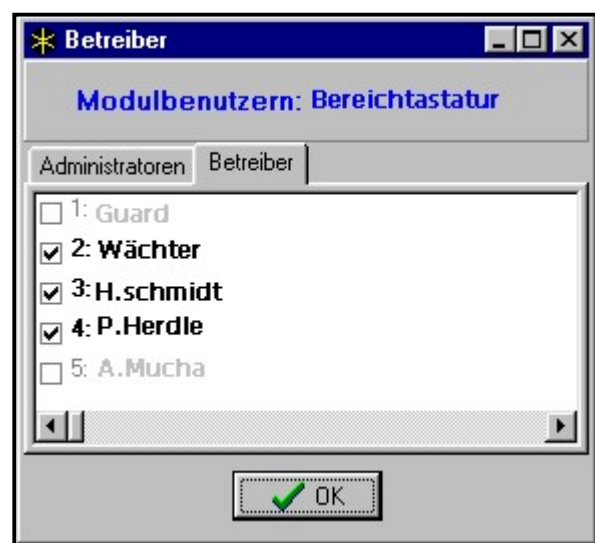 Betreiber
Modulbenutzern: Bereichtastatur
Administratoren Betreiber
1: Guard
2: Wächter
3: H.schmidt
4: P.Herdle
5: A.Mucha
OK